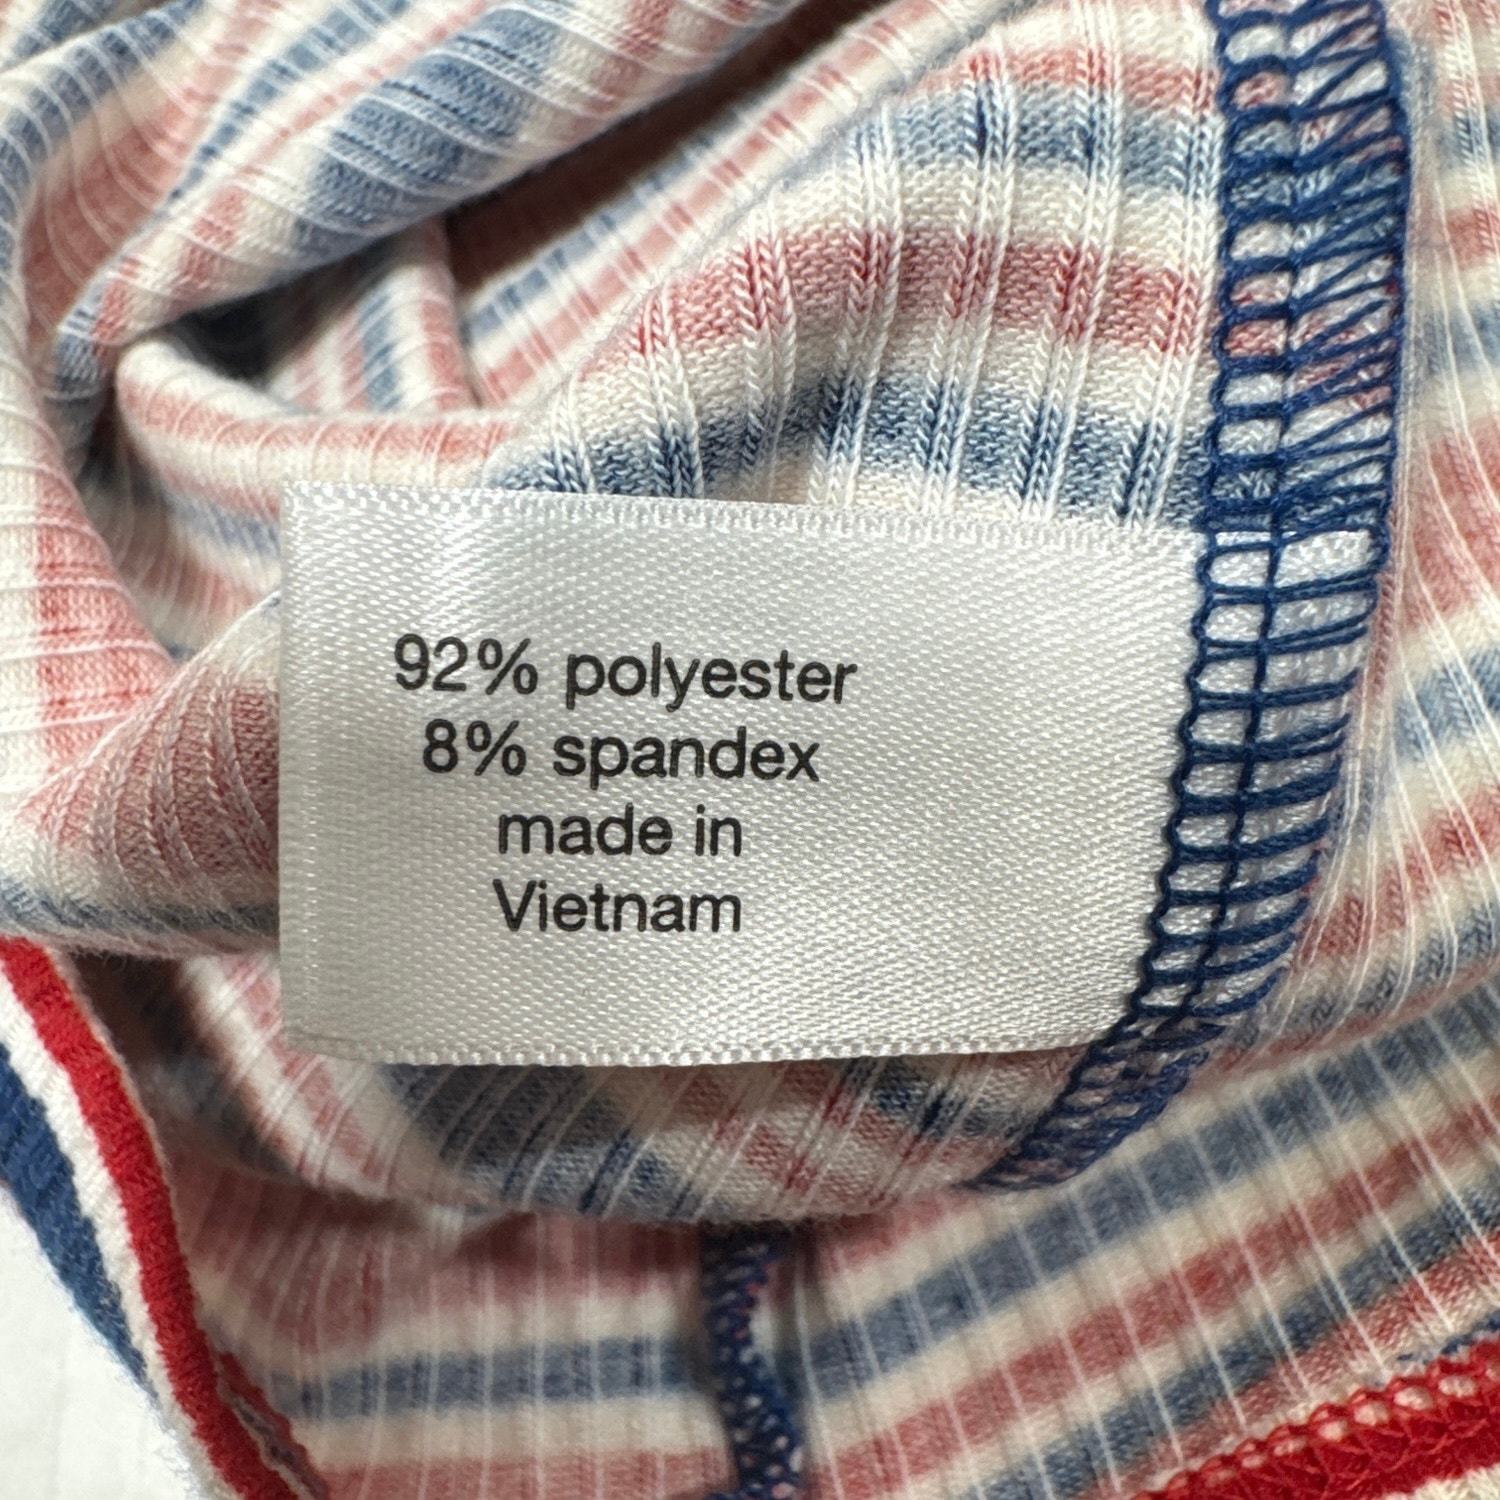 92% polyester
8% spandex
made in
Vietnam